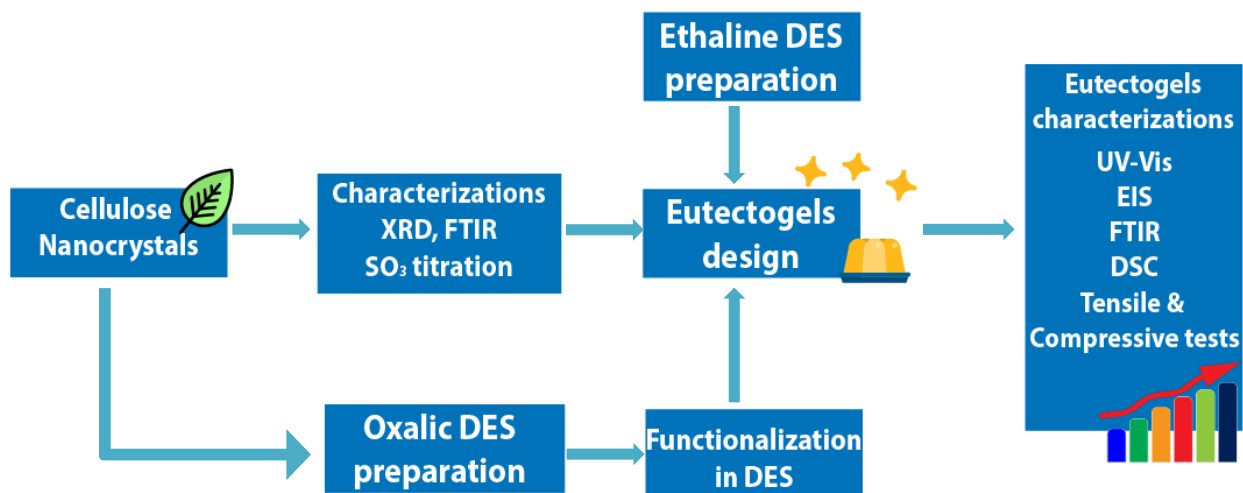 Ethaline DES
preparation
Eutectogels
characterizations
UV-Vis
EIS
FTIR
DSC
Tensile &
Compressive tests
Cellulose
Nanocrystals
Characterizations
XRD, FTIR
SO₃ titration
Eutectogels
design
Oxalic DES
preparation
Functionalization
in DES